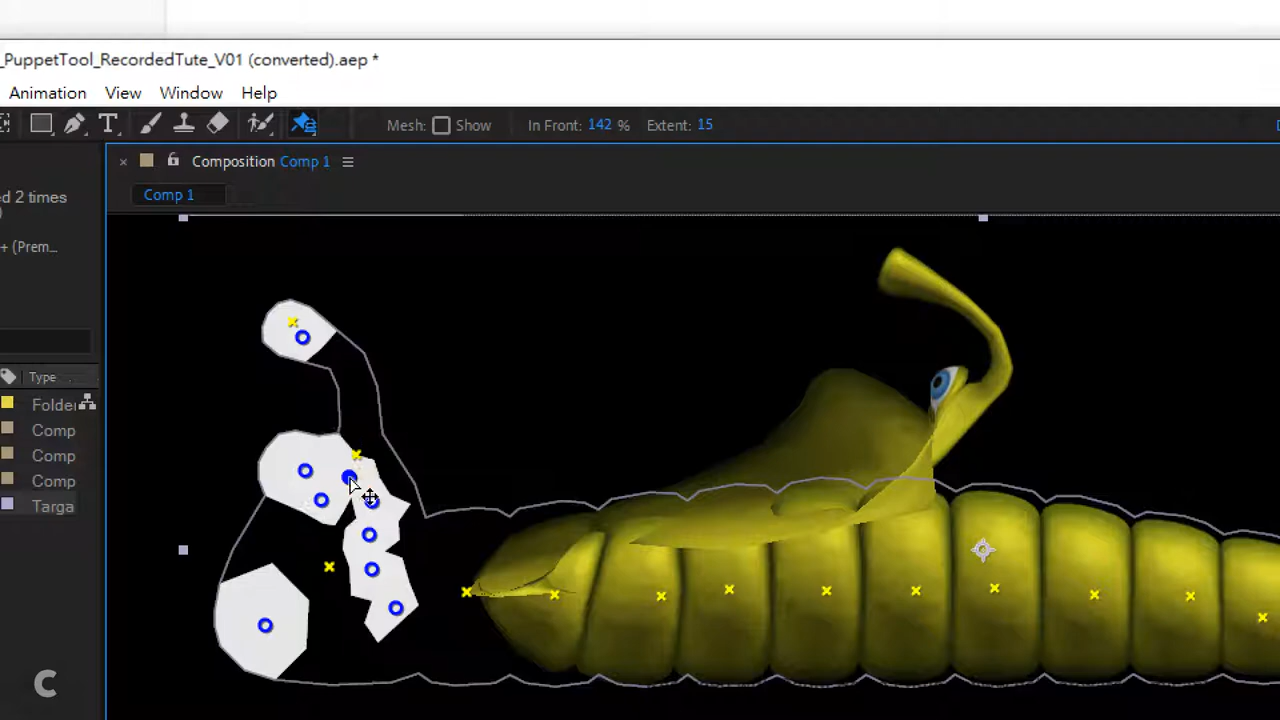 _PuppetTool_RecordedTute_V01 (converted).aep *
Animation View Window Help
Mesh: Show In Front: 142 % Extent: 15
Composition Comp 1
Comp 1
ed 2 times
)
+ (Prem...
Type
Folder
Comp
Comp
Comp
Targa
C